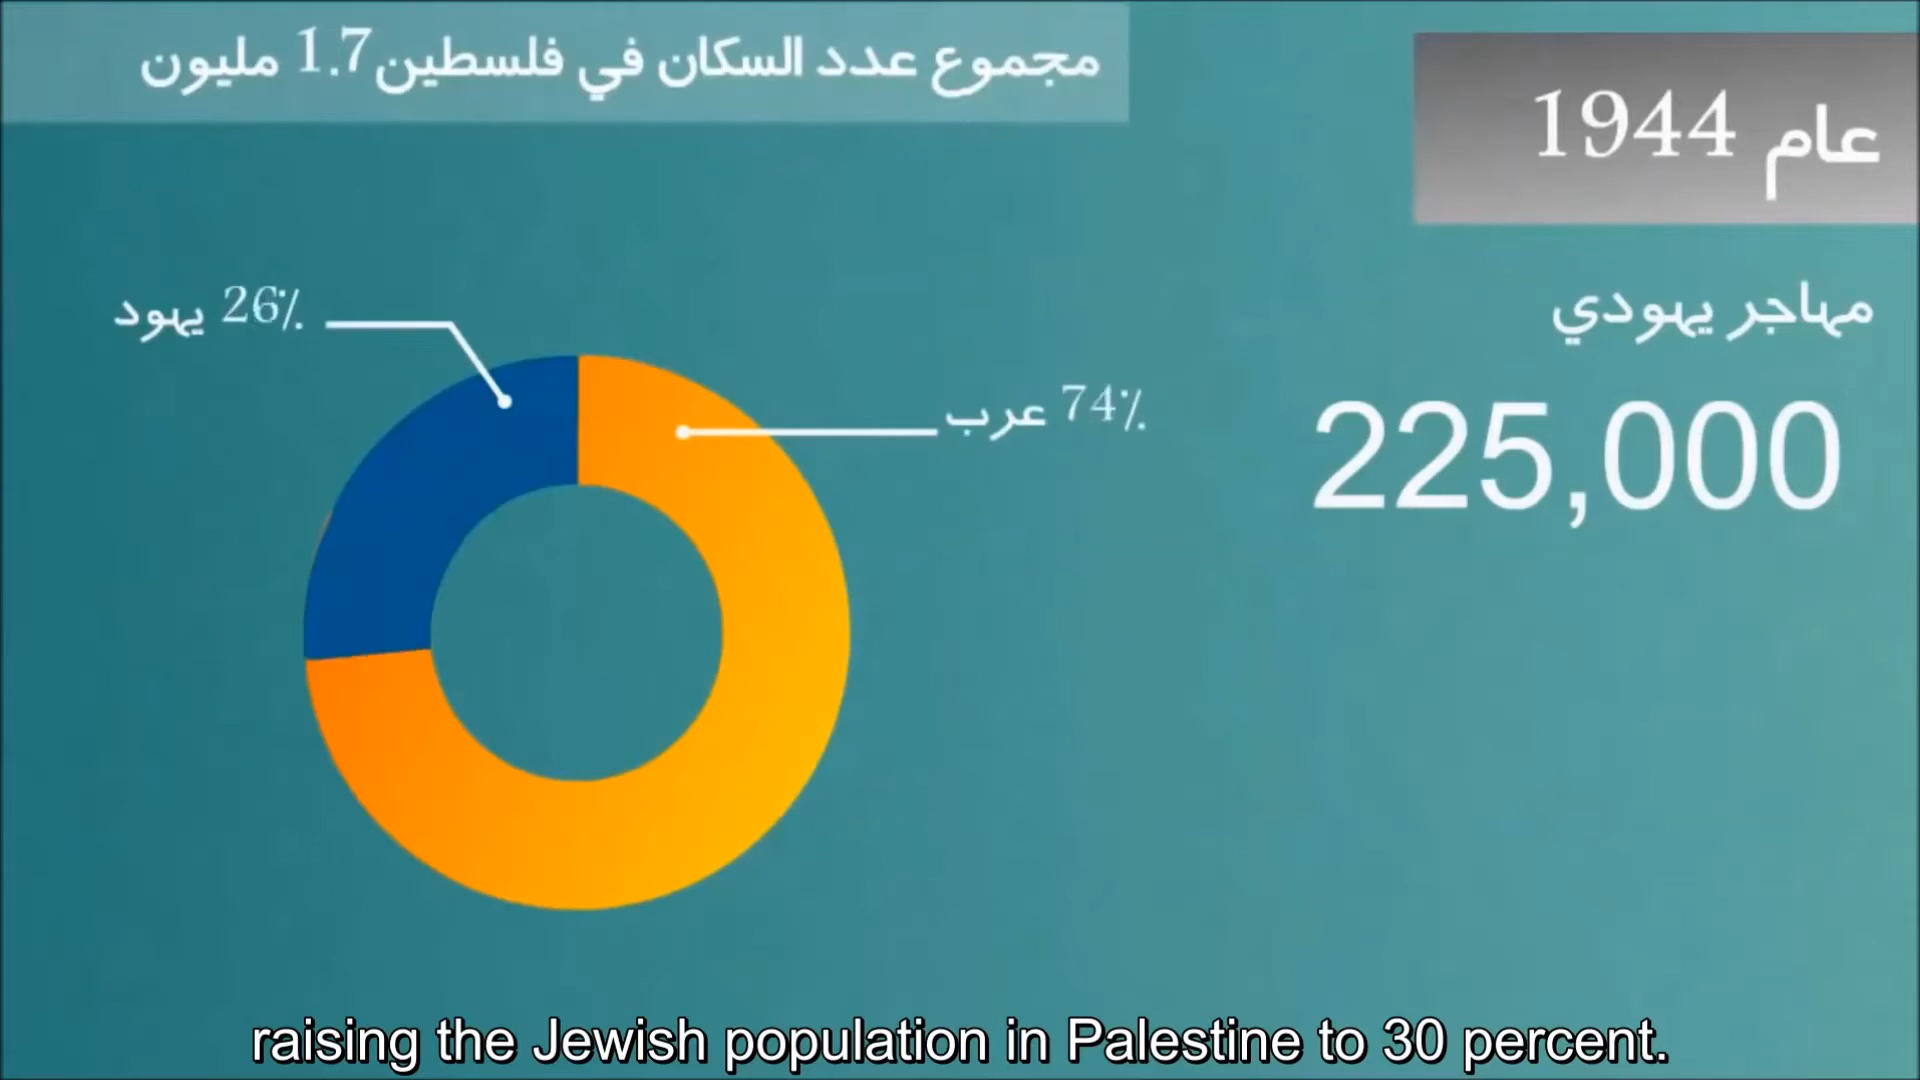 مجموع عدد السكان في فلسطين 1.7 مليون
عام 1944
مهاجر يهودي
225,000
26٪ يهود
74٪ عرب
raising the Jewish population in Palestine to 30 percent.